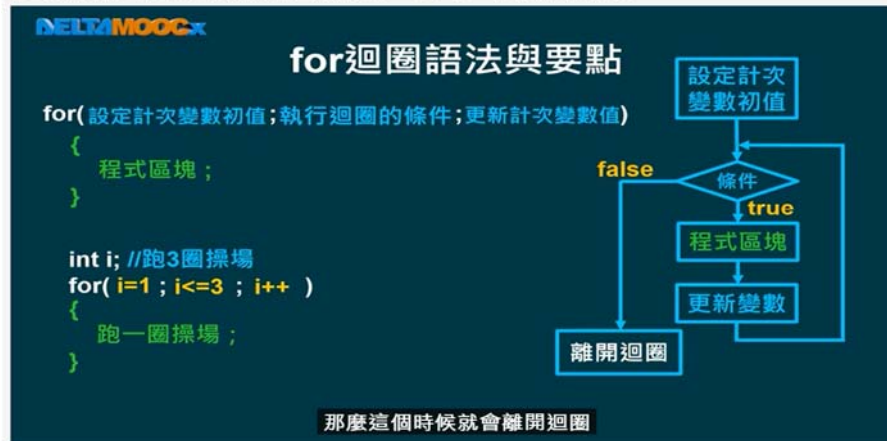 DELTAMOOCx
for迴圈語法與要點
for(設定計次變數初值;執行迴圈的條件;更新計次變數值)
{
程式區塊;
}
int i; //跑3圈操場
for( i=1 ; i<=3 ; i++ )
{
跑一圈操場;
}
設定計次
變數初值
條件
false
true
程式區塊
更新變數
離開迴圈
那麼這個時候就會離開迴圈